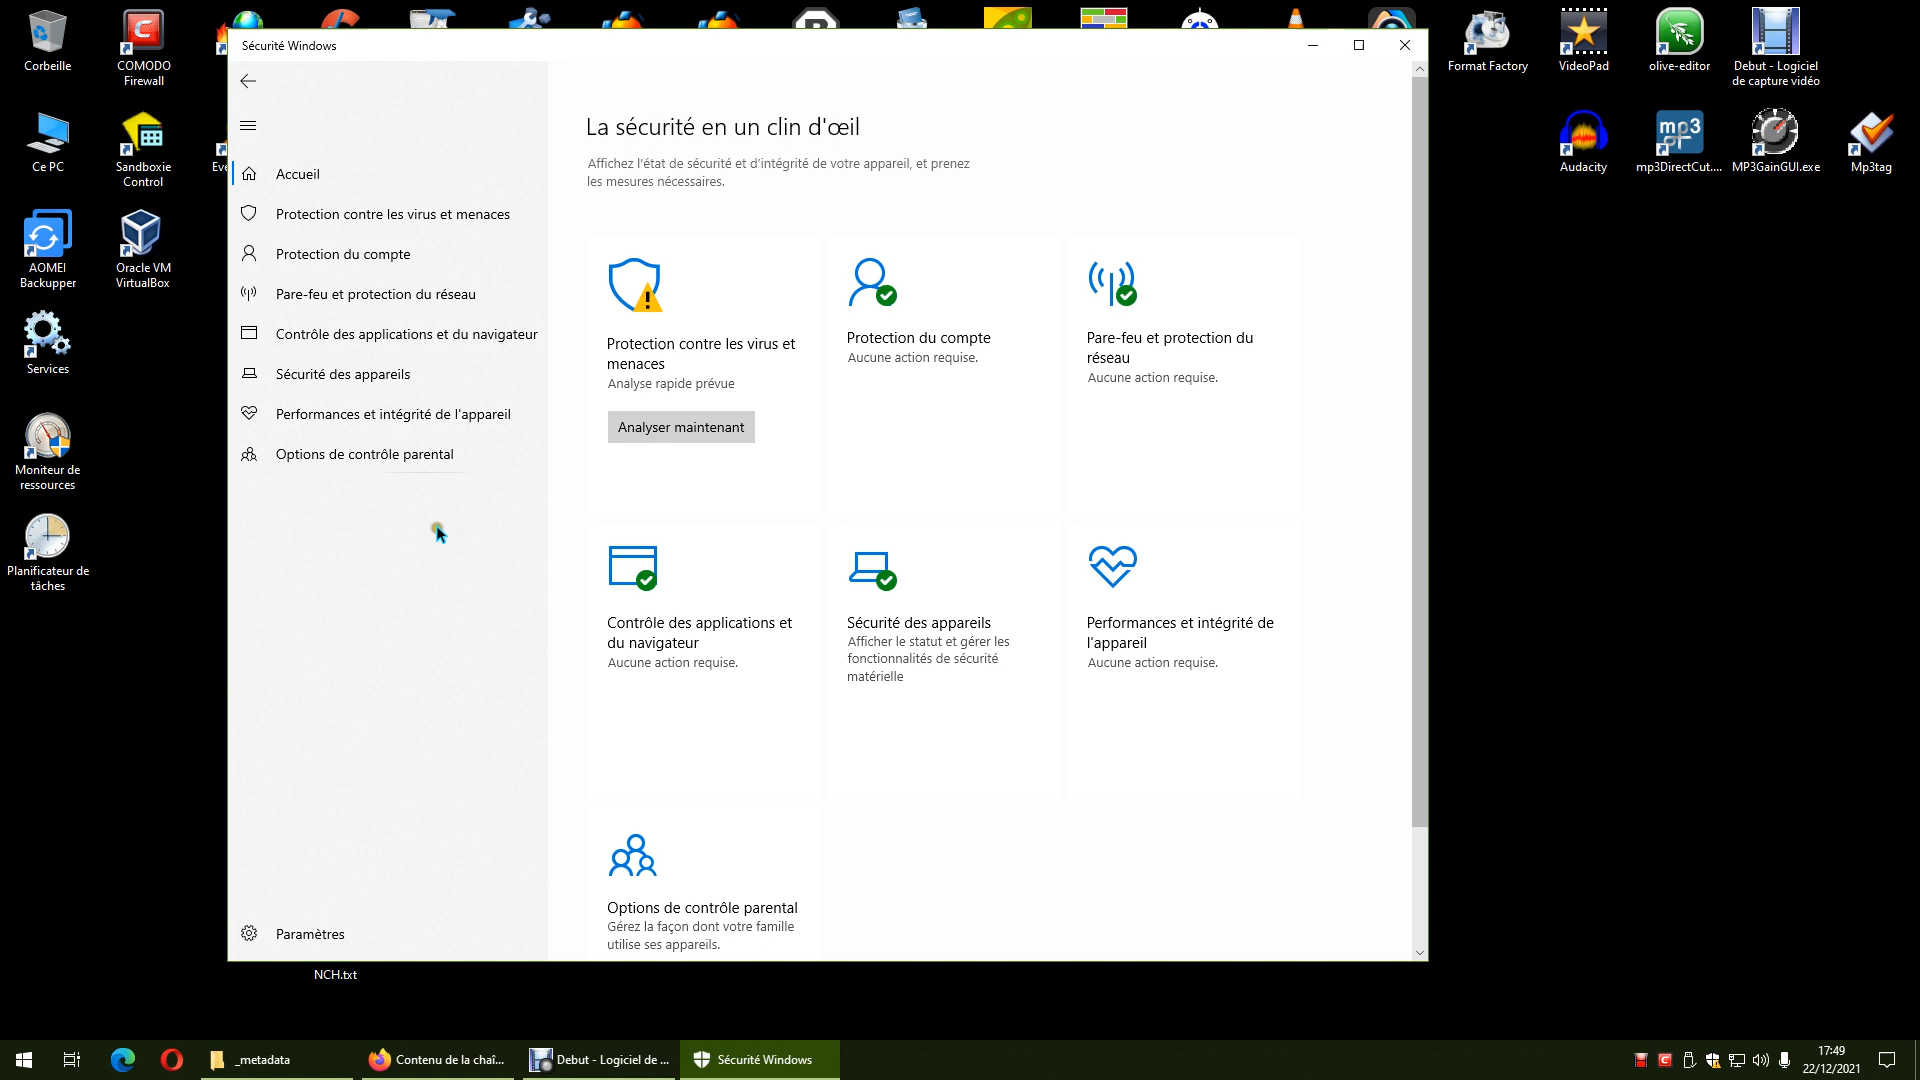 Corbeille
COMODO
Firewall
Format Factory
VideoPad
olive-editor
Debut - Logiciel
de capture vidéo
Ce PC
Sandboxie
Control
Audacity
mp3DirectCut....
MP3GainGUI.exe
Mp3tag
AOMEI
Backupper
Oracle VM
VirtualBox
Services
Moniteur de
ressources
Planificateur de
tâches
Sécurité Windows
Accueil
Protection contre les virus et menaces
Protection du compte
Pare-feu et protection du réseau
Contrôle des applications et du navigateur
Sécurité des appareils
Performances et intégrité de l'appareil
Options de contrôle parental
Paramètres
La sécurité en un clin d'œil
Affichez l'état de sécurité et d'intégrité de votre appareil, et prenez
les mesures nécessaires.
Protection contre les virus et
menaces
Analyse rapide prévue
Analyser maintenant
Protection du compte
Aucune action requise.
Pare-feu et protection du
réseau
Aucune action requise.
Contrôle des applications et
du navigateur
Aucune action requise.
Sécurité des appareils
Afficher le statut et gérer les
fonctionnalités de sécurité
matérielle
Performances et intégrité de
l'appareil
Aucune action requise.
Options de contrôle parental
Gérez la façon dont votre famille
utilise ses appareils.
NCH.txt
_metadata
Contenu de la chaî...
Debut - Logiciel de ...
Sécurité Windows
17:49
22/12/2021